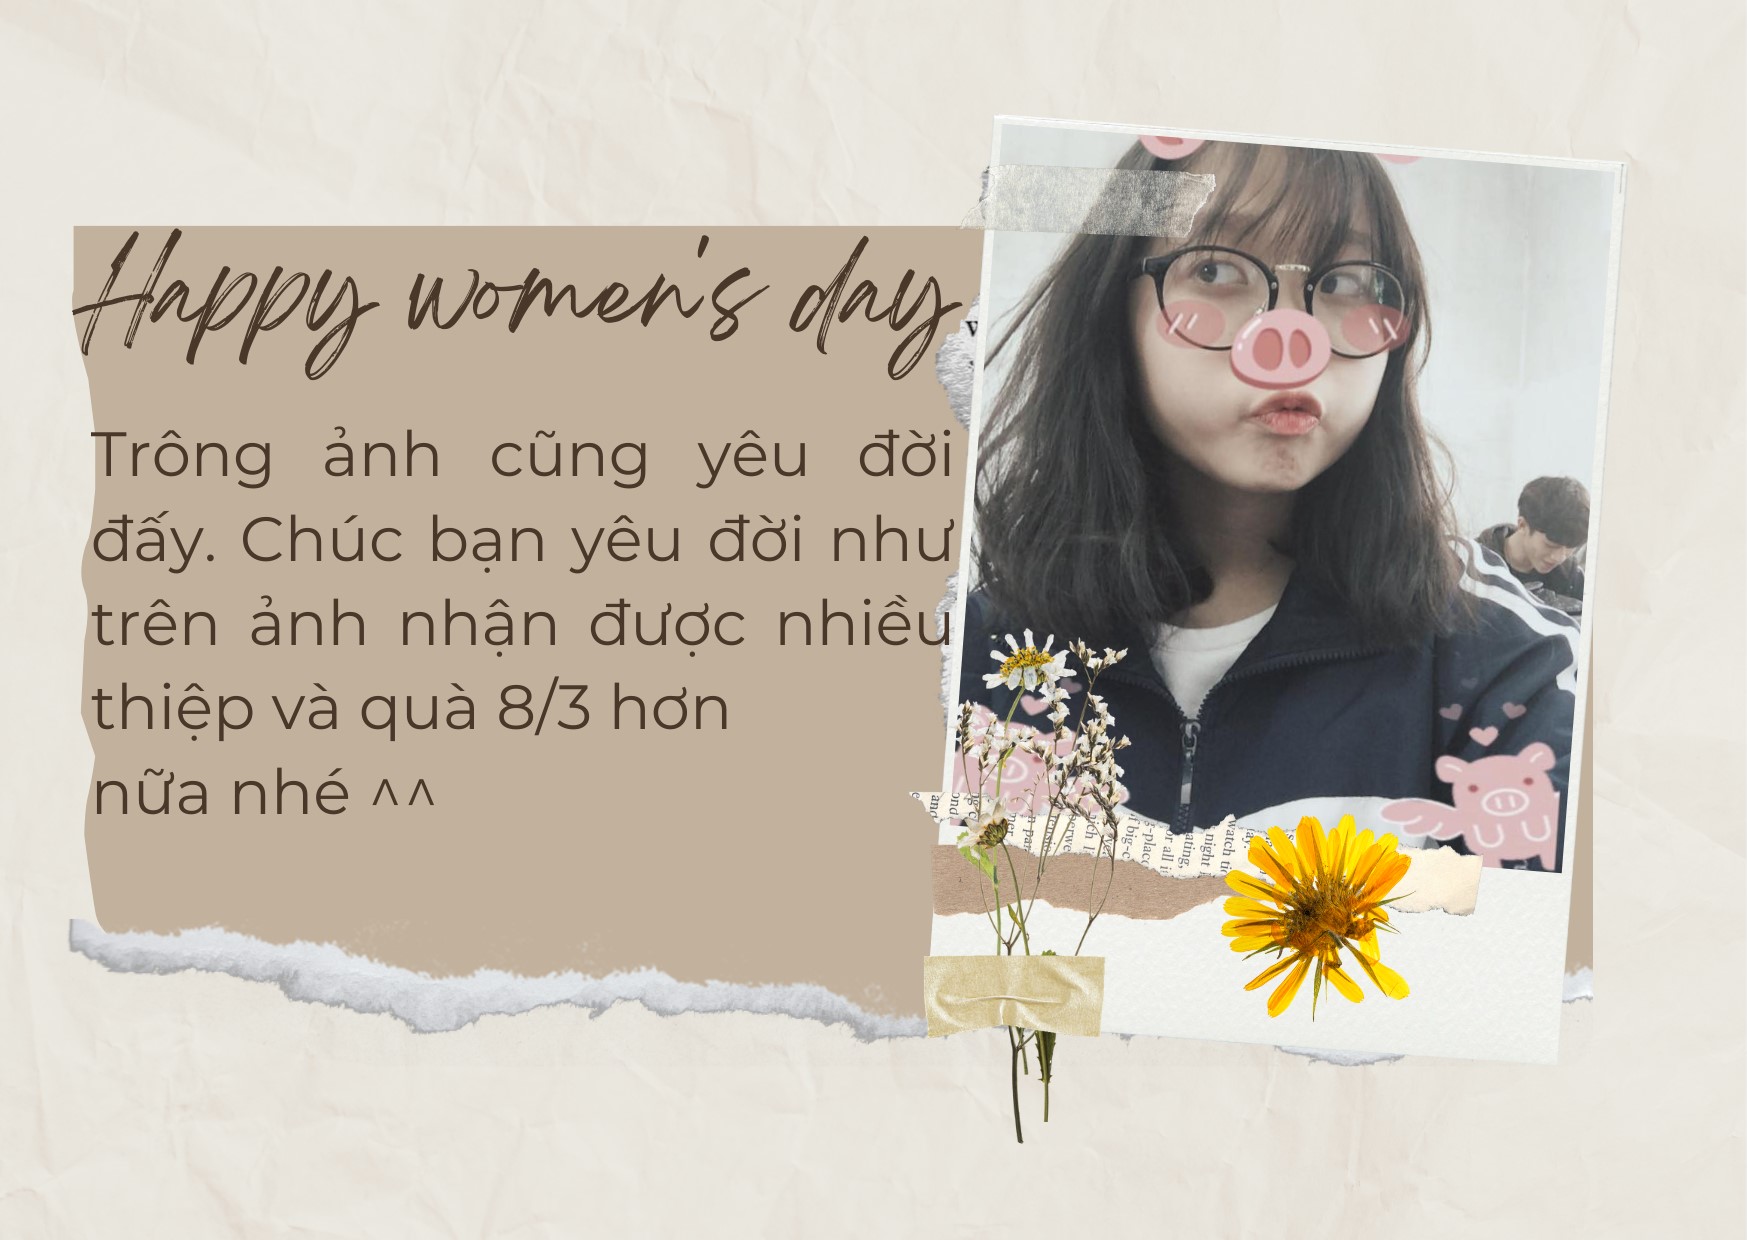 Happy women's day
Trông ảnh cũng yêu đời
đấy. Chúc bạn yêu đời như
trên ảnh nhận được nhiều
thiệp và quà 8/3 hơn
nữa nhé ^^